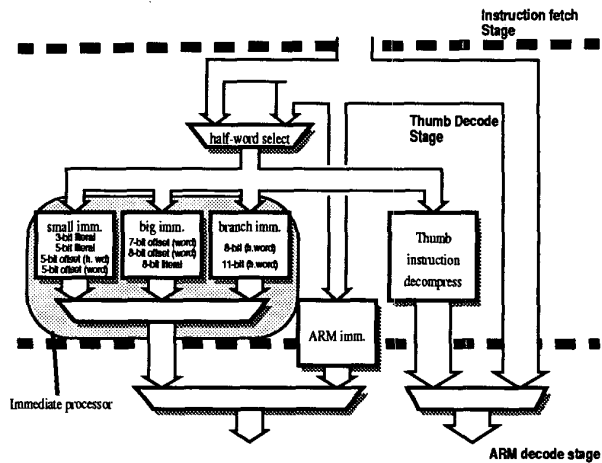 Instruction fetch
Stage
Thumb Decode
Stage
half-word select
small imm.
3-bit literal
5-bit literal
5-bit offset (h. wd)
5-bit offset (word)
big imm.
7-bit offset (word)
8-bit offset (word)
8-bit literal
branch imm.
8-bit (h.word)
11-bit (h.word)
Thumb
instruction
decompress
ARM imm.
Immediate processor
ARM decode stage